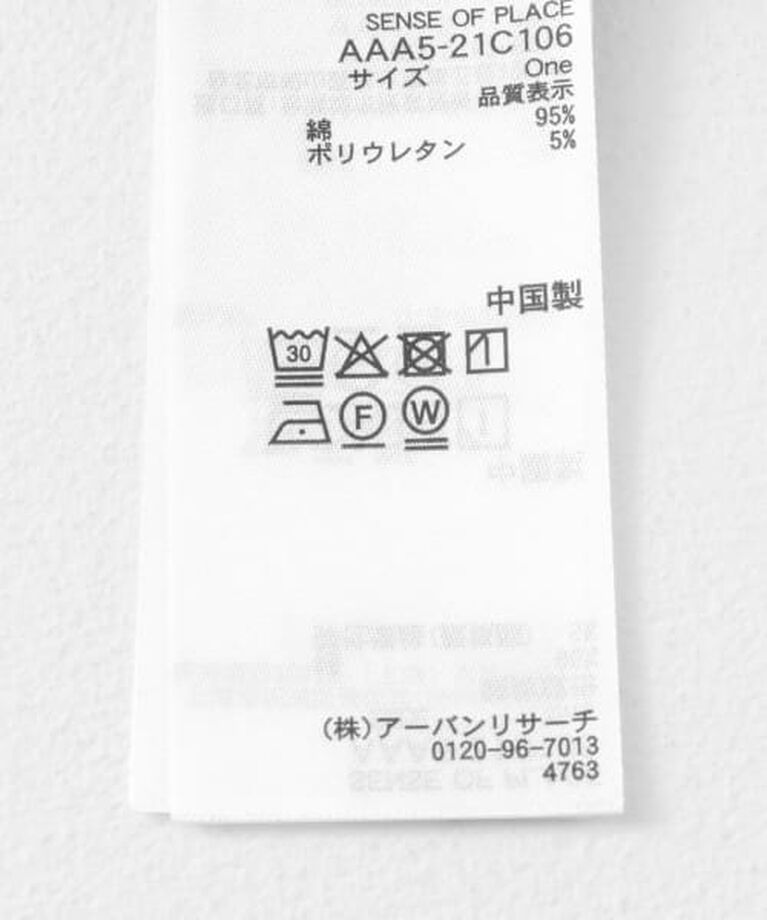 SENSE OF PLACE
AAA5-21C106
サイズ One
品質表示
綿 95%
ポリウレタン 5%
中国製
30
F W
(株)アーバンリサーチ
0120-96-7013
4763